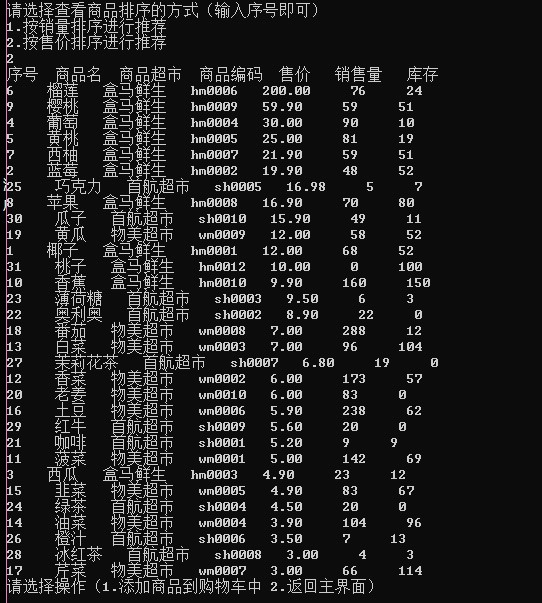 请选择查看商品排序的方式（输入序号即可）
1.按销量排序进行推荐
2.按售价排序进行推荐
2
序号 商品名 商品超市 商品编码 售价 销售量 库存
6 榴莲 盒马鲜生 hm0006 200.00 76 24
9 樱桃 盒马鲜生 hm0009 59.90 59 51
4 葡萄 盒马鲜生 hm0004 30.00 90 10
5 黄桃 盒马鲜生 hm0005 25.00 81 19
7 西柚 盒马鲜生 hm0007 21.90 59 51
2 蓝莓 盒马鲜生 hm0002 19.90 48 52
25 巧克力 首航超市 sh0005 16.98 5 7
8 苹果 盒马鲜生 hm0008 16.90 70 80
30 瓜子 首航超市 sh0010 15.90 49 11
19 黄瓜 物美超市 wm0009 12.00 58 52
1 椰子 盒马鲜生 hm0001 12.00 68 52
31 桃子 盒马鲜生 hm0012 10.00 0 100
10 香蕉 盒马鲜生 hm0010 9.90 160 150
23 薄荷糖 首航超市 sh0003 9.50 6 3
22 奥利奥 首航超市 sh0002 8.90 22 0
18 番茄 物美超市 wm0008 7.00 288 12
13 白菜 物美超市 wm0003 7.00 96 104
27 茉莉花茶 首航超市 sh0007 6.80 19 0
12 香菜 物美超市 wm0002 6.00 173 57
20 老姜 物美超市 wm0010 6.00 83 0
16 土豆 物美超市 wm0006 5.90 238 62
29 红牛 首航超市 sh0009 5.60 20 0
21 咖啡 首航超市 sh0001 5.20 9 9
11 菠菜 物美超市 wm0001 5.00 142 69
3 西瓜 盒马鲜生 hm0003 4.90 23 12
15 韭菜 物美超市 wm0005 4.90 83 67
24 绿茶 首航超市 sh0004 4.50 20 0
14 油菜 物美超市 wm0004 3.90 104 96
26 橙汁 首航超市 sh0006 3.50 7 13
28 冰红茶 首航超市 sh0008 3.00 4 3
17 芹菜 物美超市 wm0007 3.00 66 114
请选择操作（1.添加商品到购物车中 2.返回主界面）